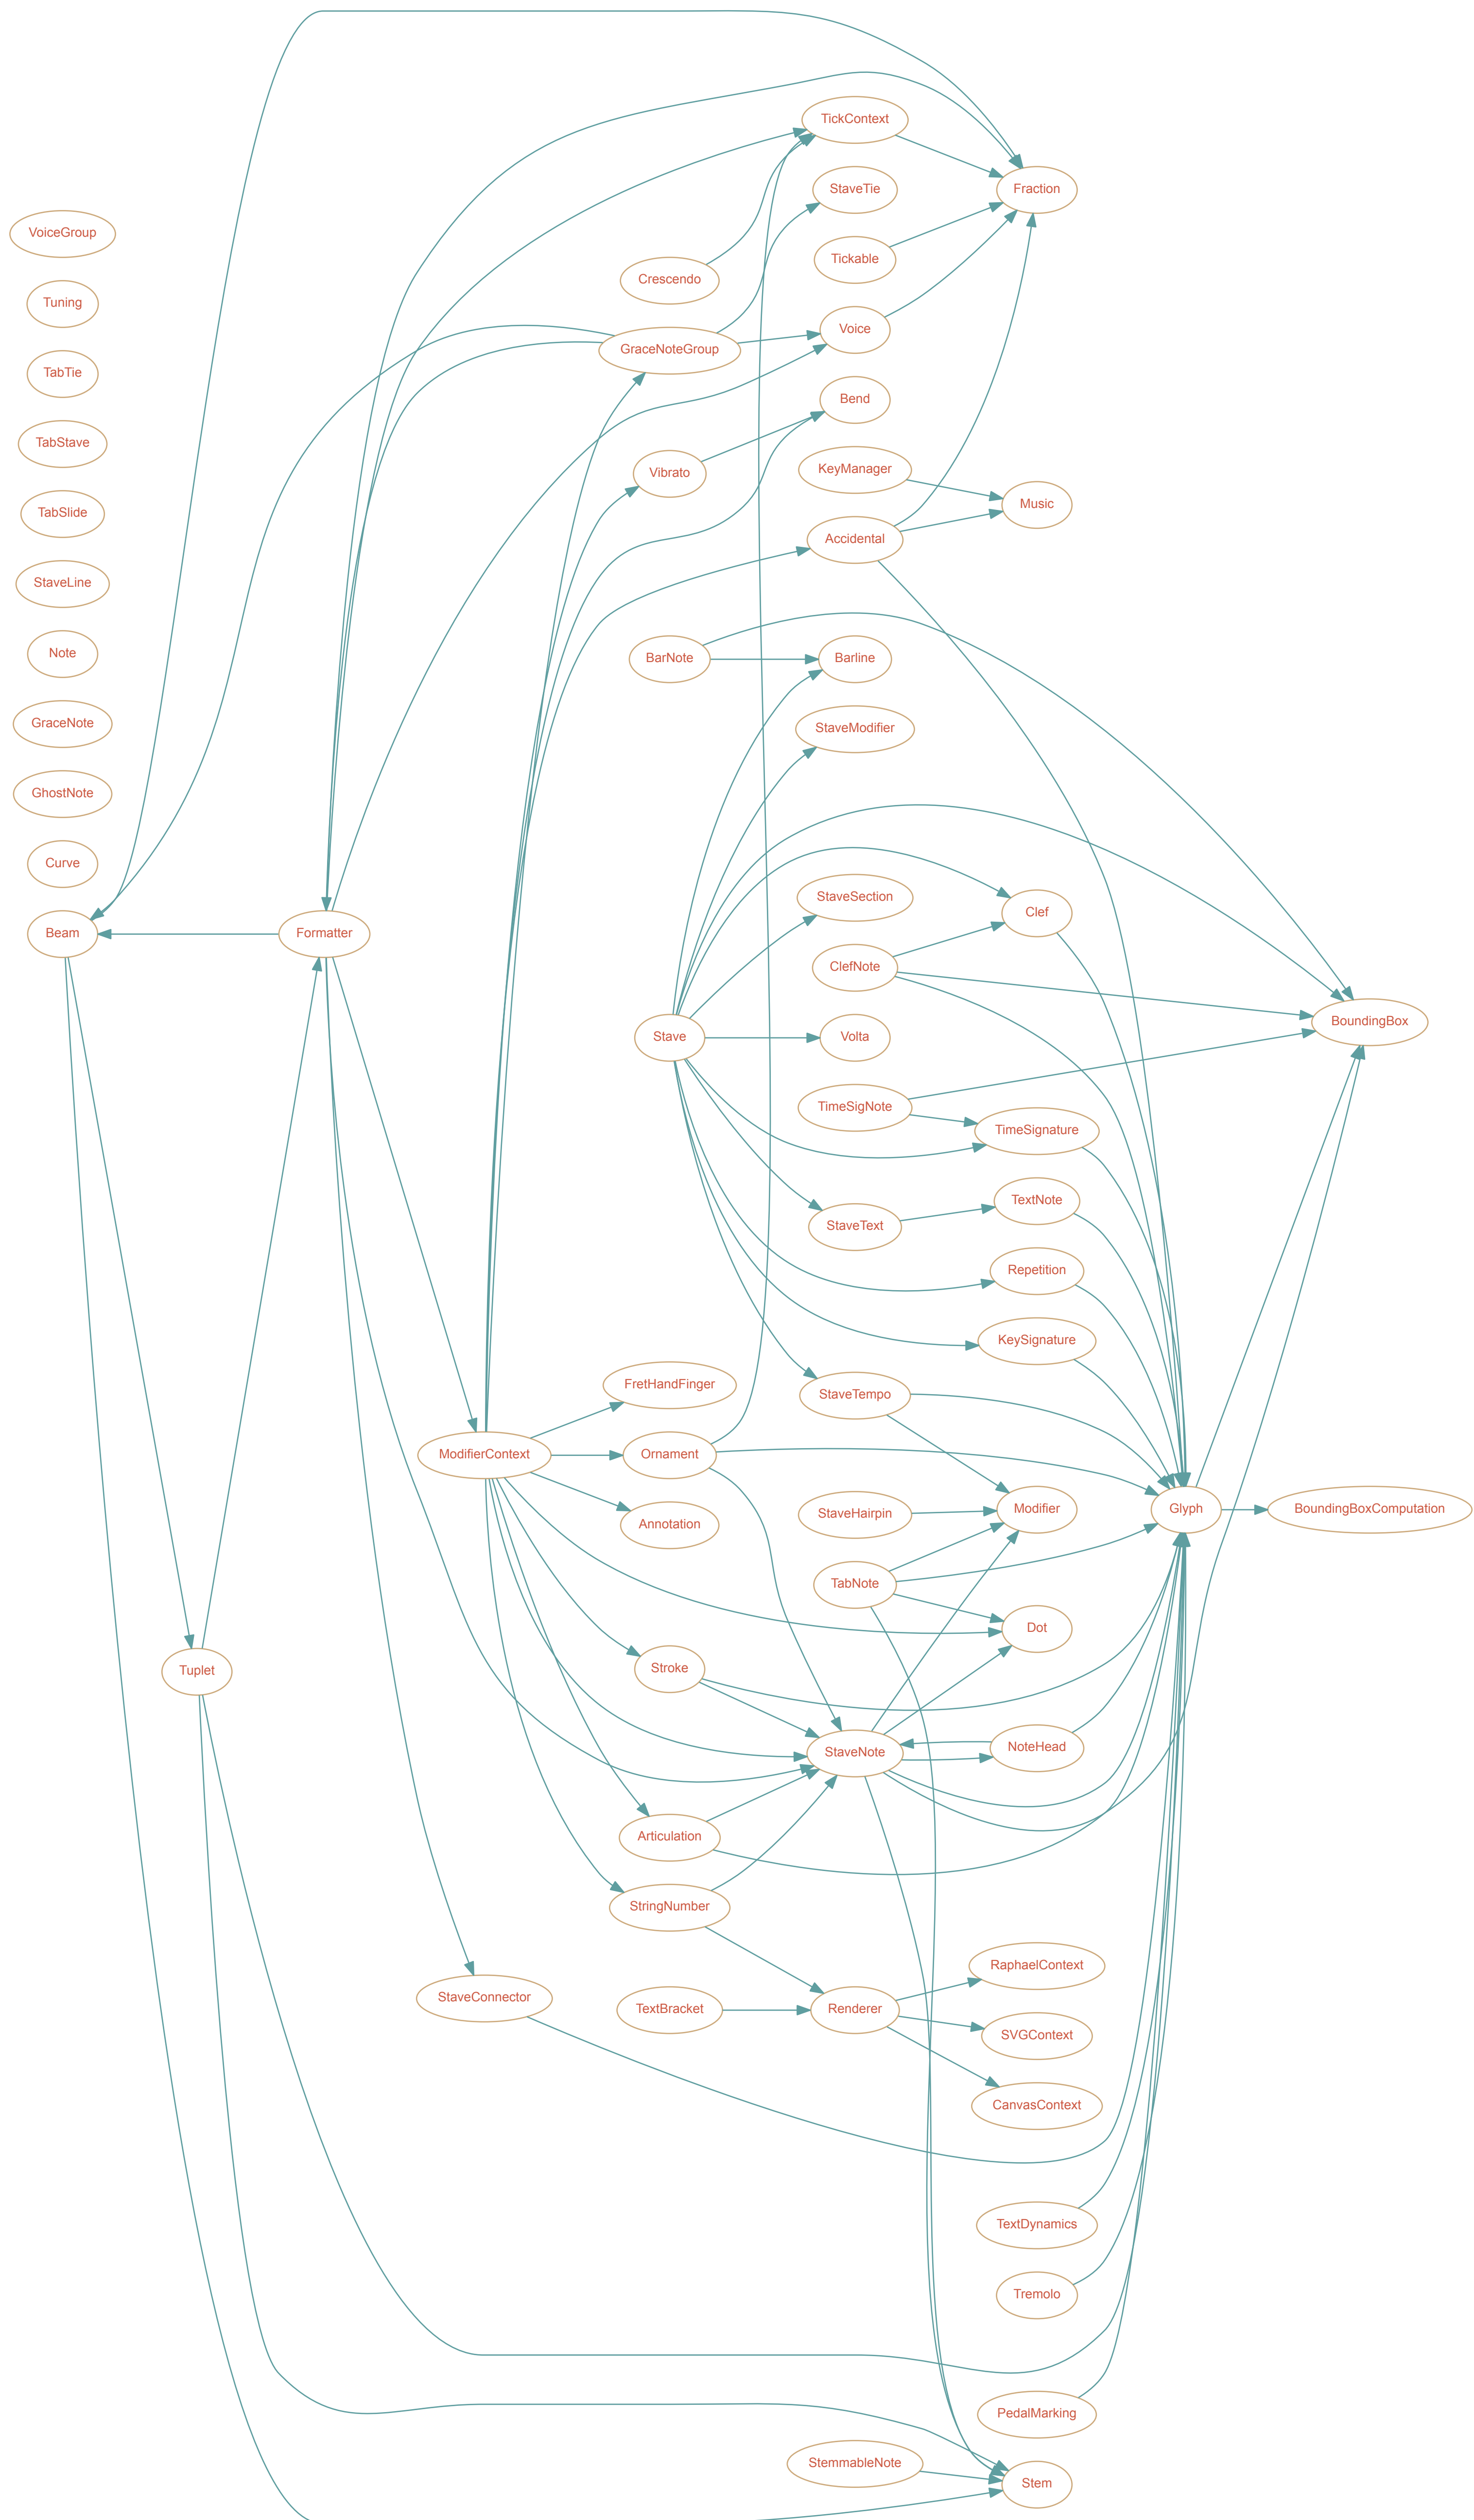 TickContext
StaveTie
Fraction
VoiceGroup
Tickable
Crescendo
Tuning
Voice
GraceNoteGroup
TabTie
Bend
TabStave
Vibrato
KeyManager
Music
TabSlide
Accidental
StaveLine
Note
BarNote
Barline
GraceNote
StaveModifier
GhostNote
Curve
StaveSection
Clef
Beam
Formatter
ClefNote
BoundingBox
Stave
Volta
TimeSigNote
TimeSignature
TextNote
StaveText
Repetition
KeySignature
FretHandFinger
StaveTempo
ModifierContext
Ornament
Annotation
StaveHairpin
Modifier
Glyph
BoundingBoxComputation
TabNote
Dot
Tuplet
Stroke
StaveNote
NoteHead
Articulation
StringNumber
RaphaelContext
StaveConnector
TextBracket
Renderer
SVGContext
CanvasContext
TextDynamics
Tremolo
PedalMarking
StemmableNote
Stem